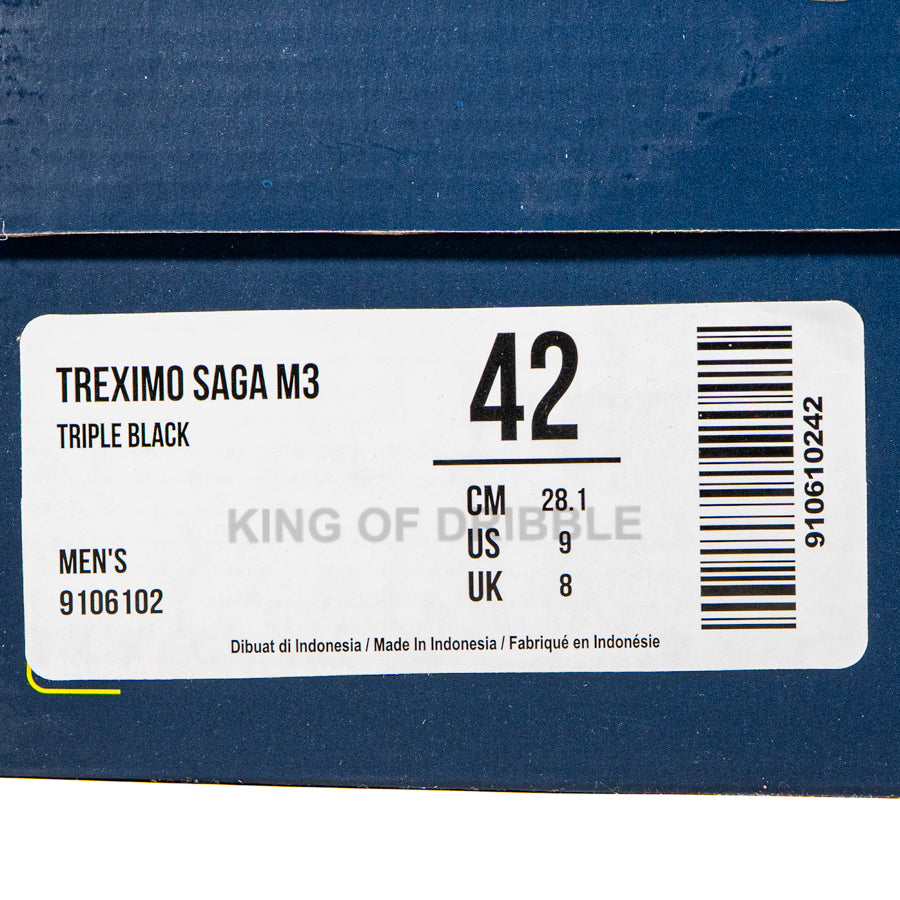 TREXIMO SAGA M3
TRIPLE BLACK
MEN'S
9106102
42
CM 28.1
US 9
UK 8
KING OF DRIBBLE
910610242
Dibuat di Indonesia / Made In Indonesia / Fabriqué en Indonésie